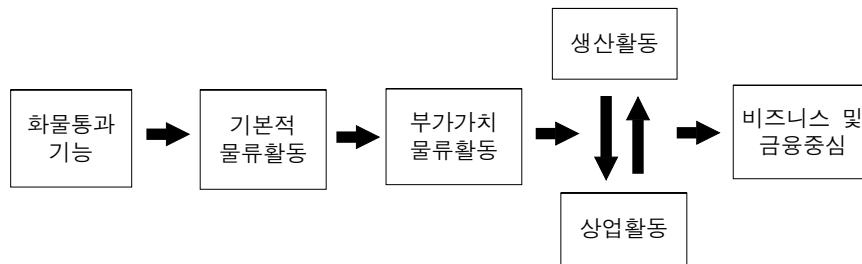 화물통과
기능
기본적
물류활동
부가가치
물류활동
생산활동
상업활동
비즈니스 및
금융중심